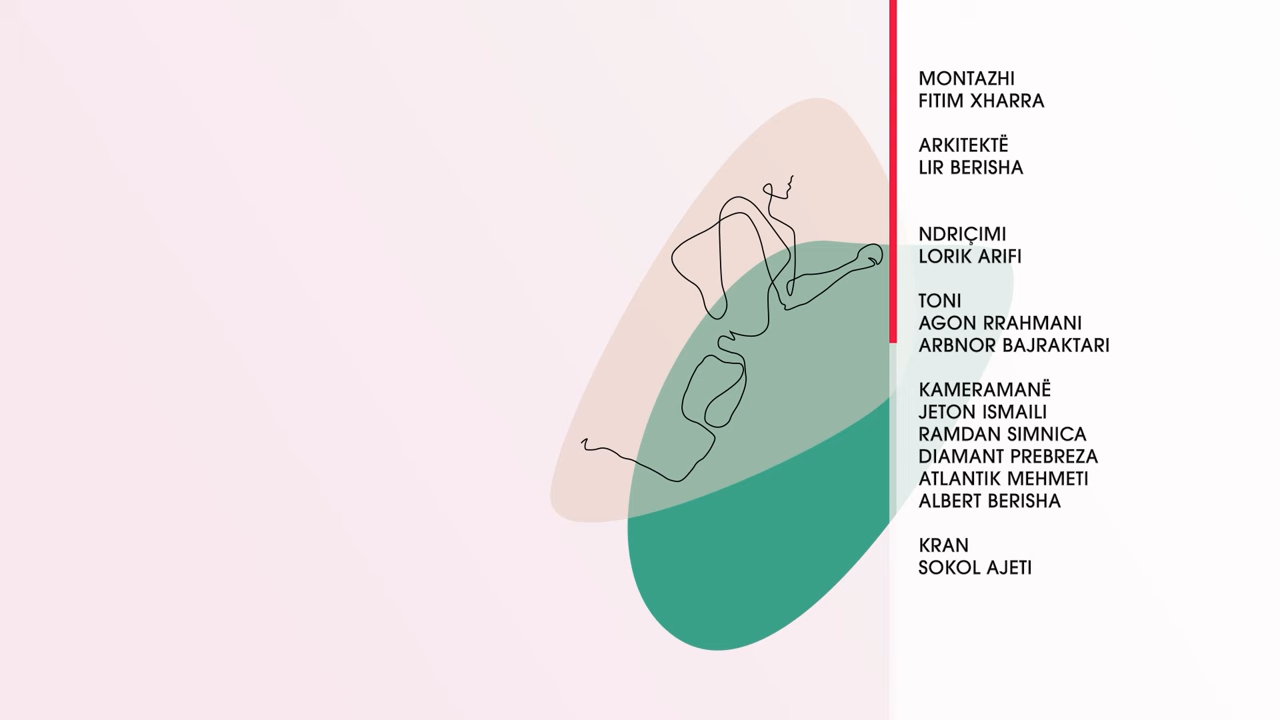 MONTAZHI
FITIM XHARRA
ARKITEKTË
LIR BERISHA
NDRIÇIMI
LORIK ARIFI
TONI
AGON RRAHMANI
ARBNOR BAJRAKTARI
KAMERAMANË
JETON ISMAILI
RAMDAN SIMNICA
DIAMANT PREBREZA
ATLANTIK MEHMETI
ALBERT BERISHA
KRAN
SOKOL AJETI